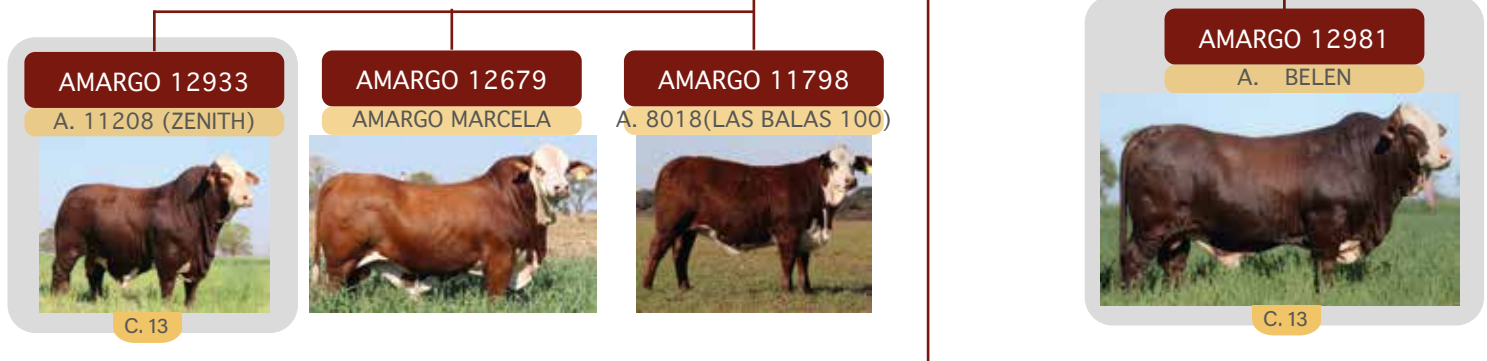 AMARGO 12933
A. 11208 (ZENITH)
C. 13
AMARGO 12679
AMARGO MARCELA
AMARGO 11798
A. 8018(LAS BALAS 100)
AMARGO 12981
A. BELEN
C. 13